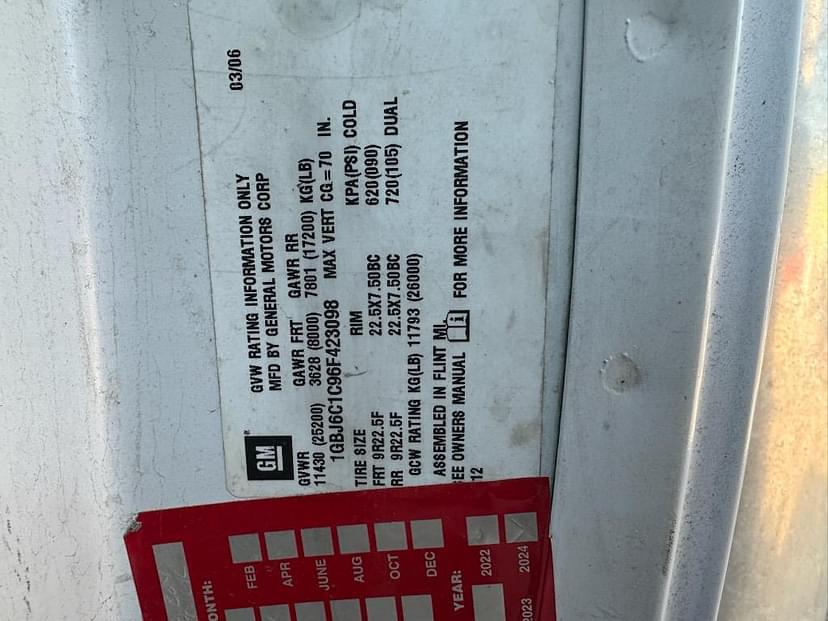 GVW RATING INFORMATION ONLY 03/06
GM MFD BY GENERAL MOTORS CORP
GVWR GAWR FRT GAWR RR
11430 (25200) 3628 (8000) 7801 (17200) KG(LB)
1GBJ6C1C96F423098 MAX VERT CG=70 IN.
TIRE SIZE RIM KPA(PSI) COLD
FRT 9R22.5F 22.5X7.50BC 620(090)
RR 9R22.5F 22.5X7.50BC 720(105) DUAL
GCW RATING KG(LB) 11793 (26000)
ASSEMBLED IN FLINT MI.
SEE OWNERS MANUAL i FOR MORE INFORMATION
12
MONTH:
FEB
APR
JUNE
AUG
OCT
DEC
YEAR:
2022
2023 2024